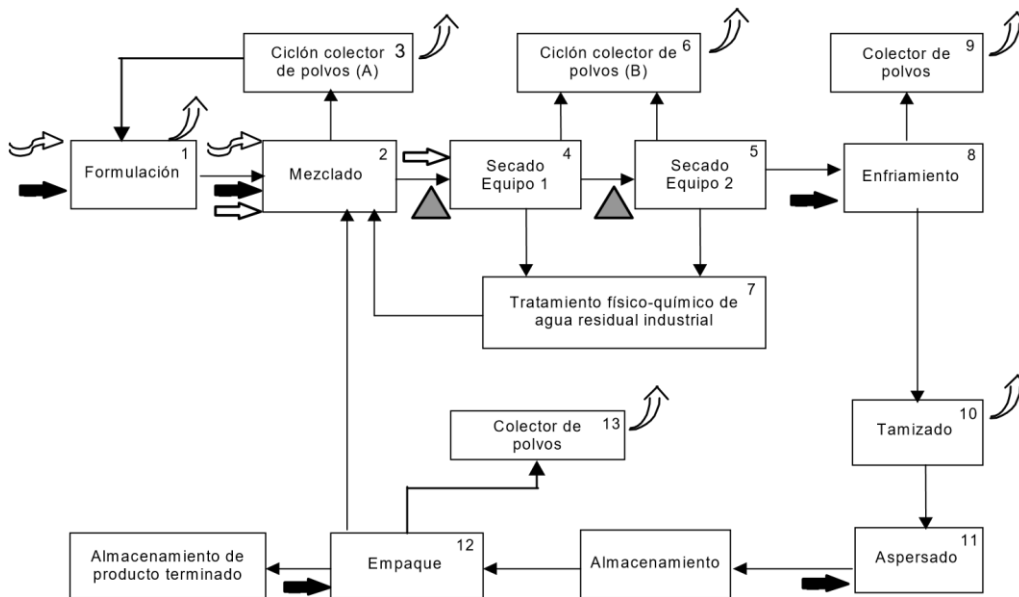 Ciclón colector
de polvos (A)
3
Ciclón colector de
polvos (B)
6
Colector de
polvos
9
Formulación
1
Mezclado
2
Secado
Equipo 1
4
Secado
Equipo 2
5
Enfriamiento
8
Tratamiento físico-químico de
agua residual industrial
7
Colector de
polvos
13
Tamizado
10
Almacenamiento de
producto terminado
Empaque
12
Almacenamiento
Aspersado
11